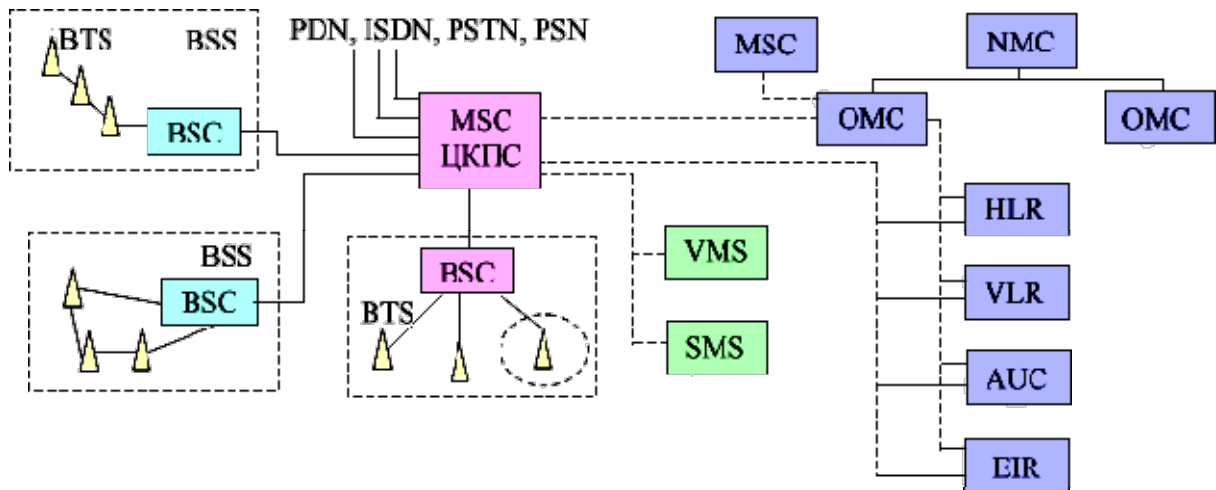 BTS
BSS
PDN, ISDN, PSTN, PSN
MSC
NMC
BSC
MSC
ЦКПС
OMC
OMC
HLR
BSS
BSC
BSC
VMS
VLR
BTS
SMS
AUC
EIR